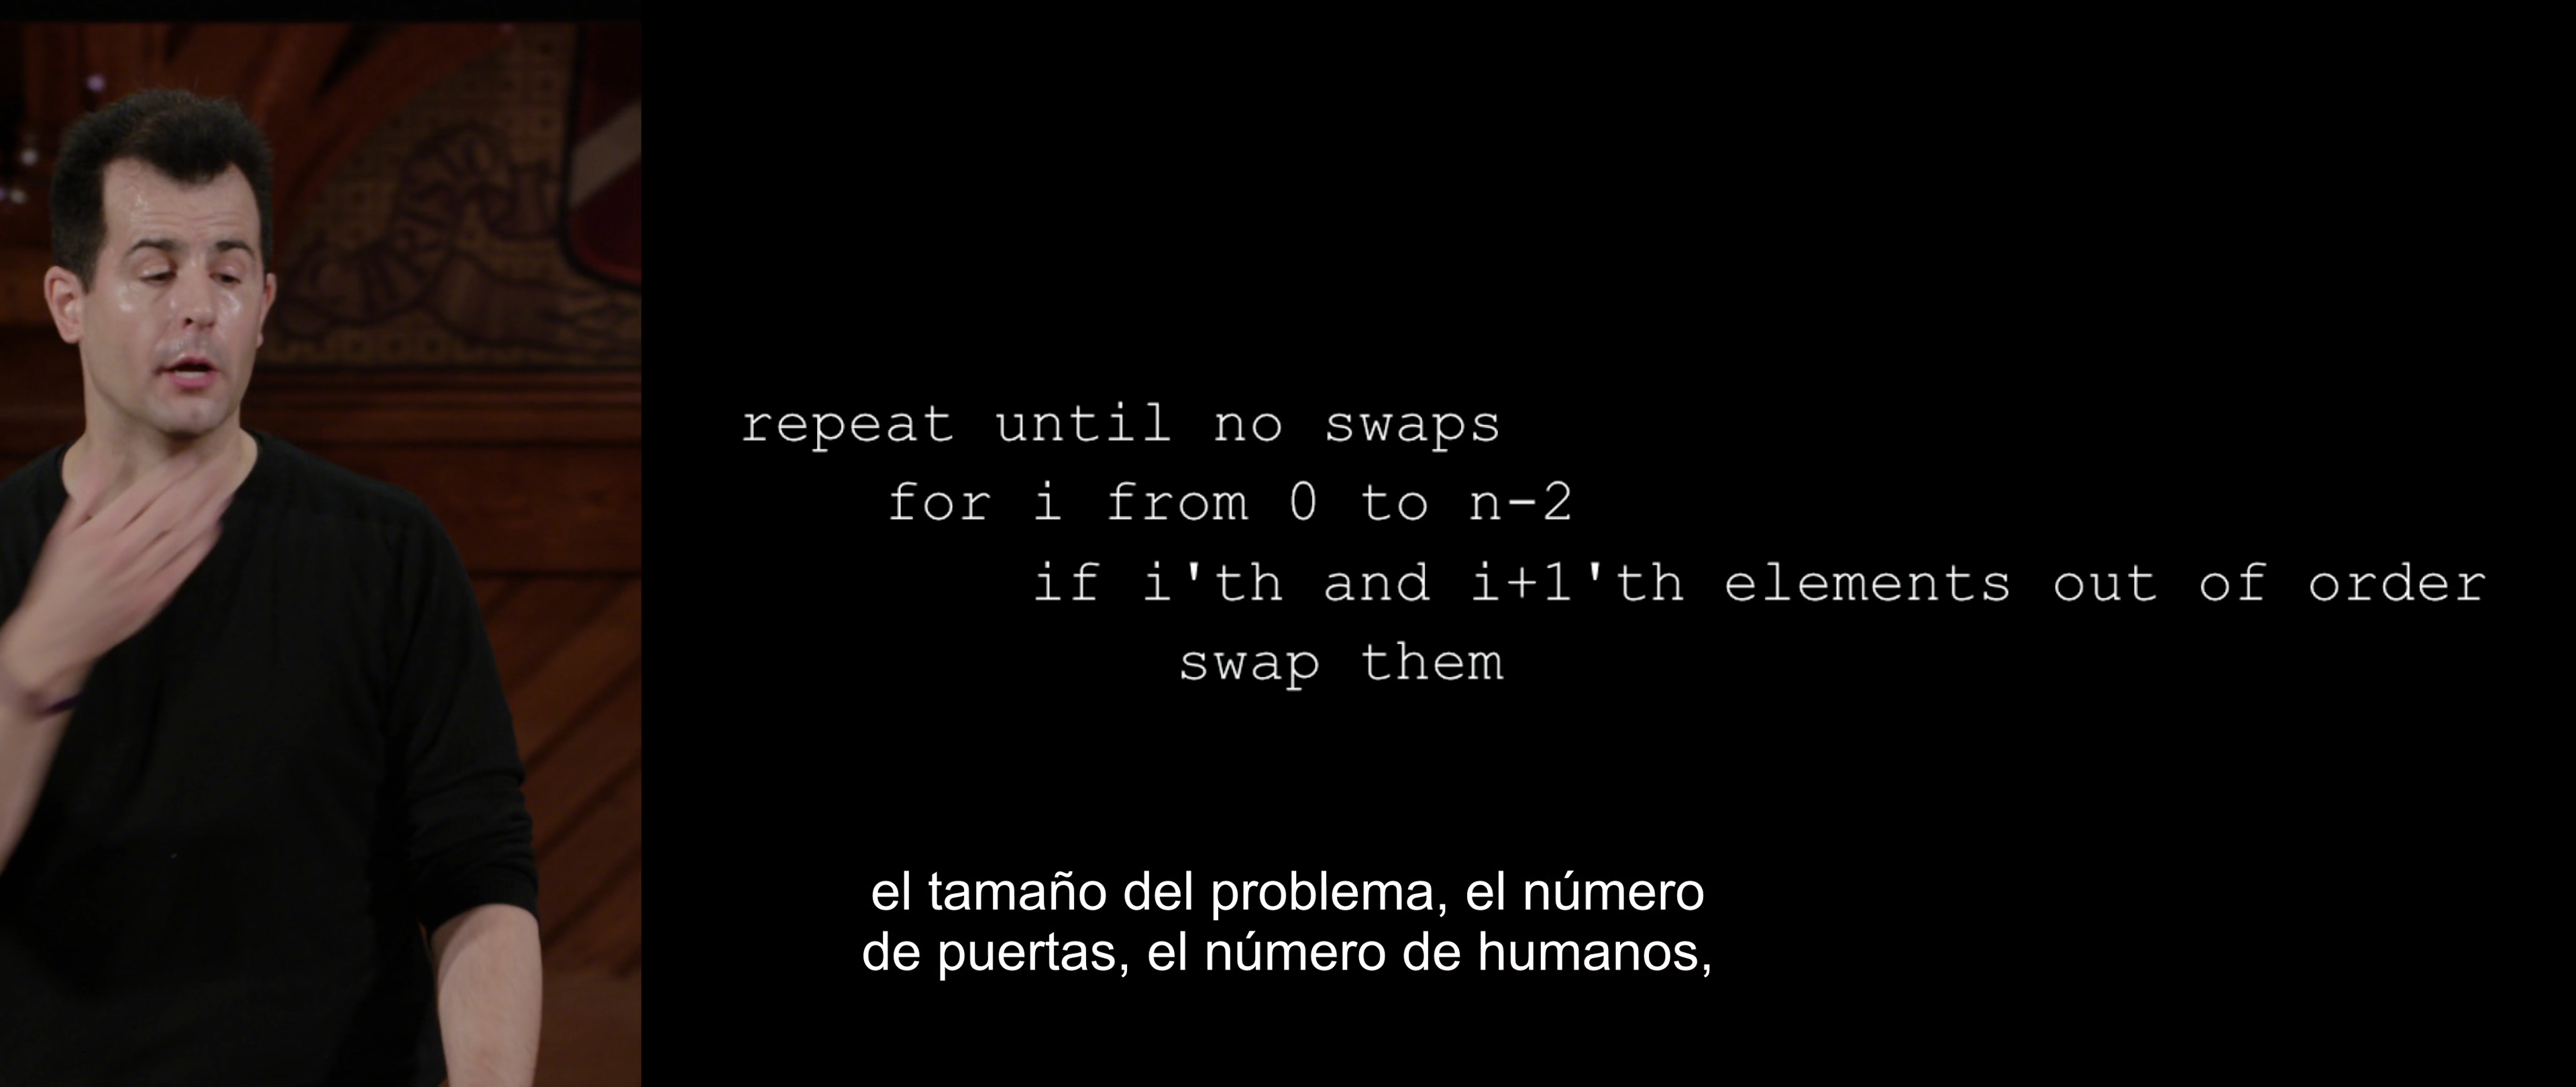 repeat until no swaps
for i from 0 to n-2
if i'th and i+1'th elements out of order
swap them
el tamaño del problema, el número
de puertas, el número de humanos,